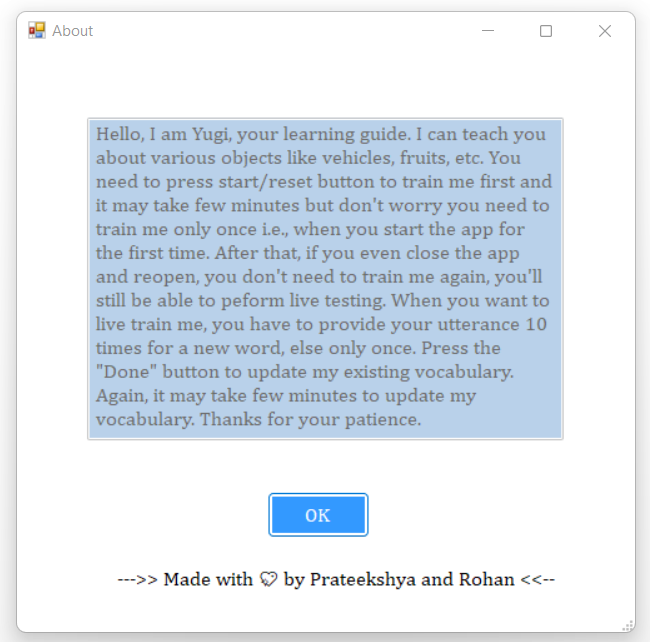 About
Hello, I am Yugi, your learning guide. I can teach you
about various objects like vehicles, fruits, etc. You
need to press start/reset button to train me first and
it may take few minutes but don't worry you need to
train me only once i.e., when you start the app for
the first time. After that, if you even close the app
and reopen, you don't need to train me again, you'll
still be able to peform live testing. When you want to
live train me, you have to provide your utterance 10
times for a new word, else only once. Press the
"Done" button to update my existing vocabulary.
Again, it may take few minutes to update my
vocabulary. Thanks for your patience.
OK
--->> Made with 💘 by Prateekshya and Rohan <<--